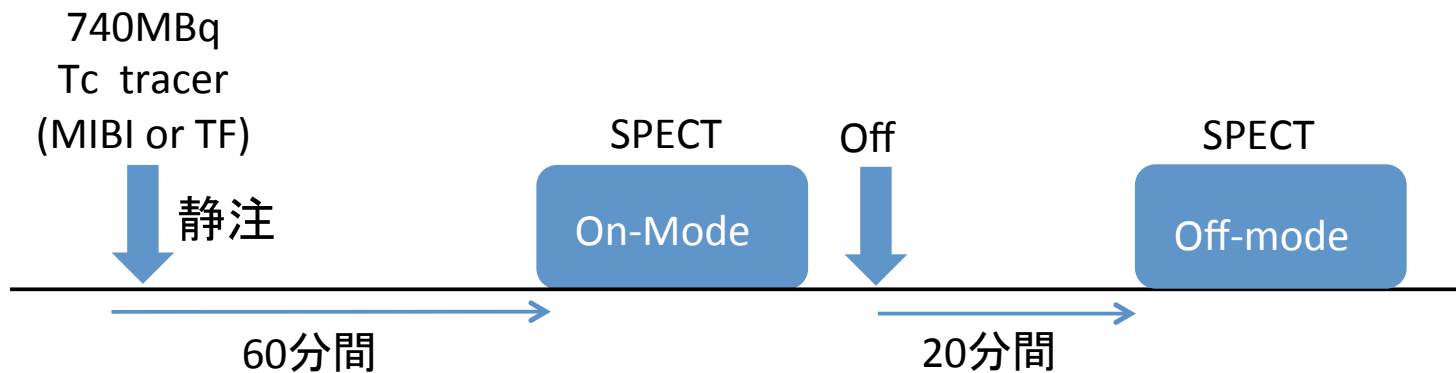 740MBq
Tc tracer
(MIBI or TF)
静注
SPECT
On-Mode
Off
SPECT
Off-mode
60分間
20分間